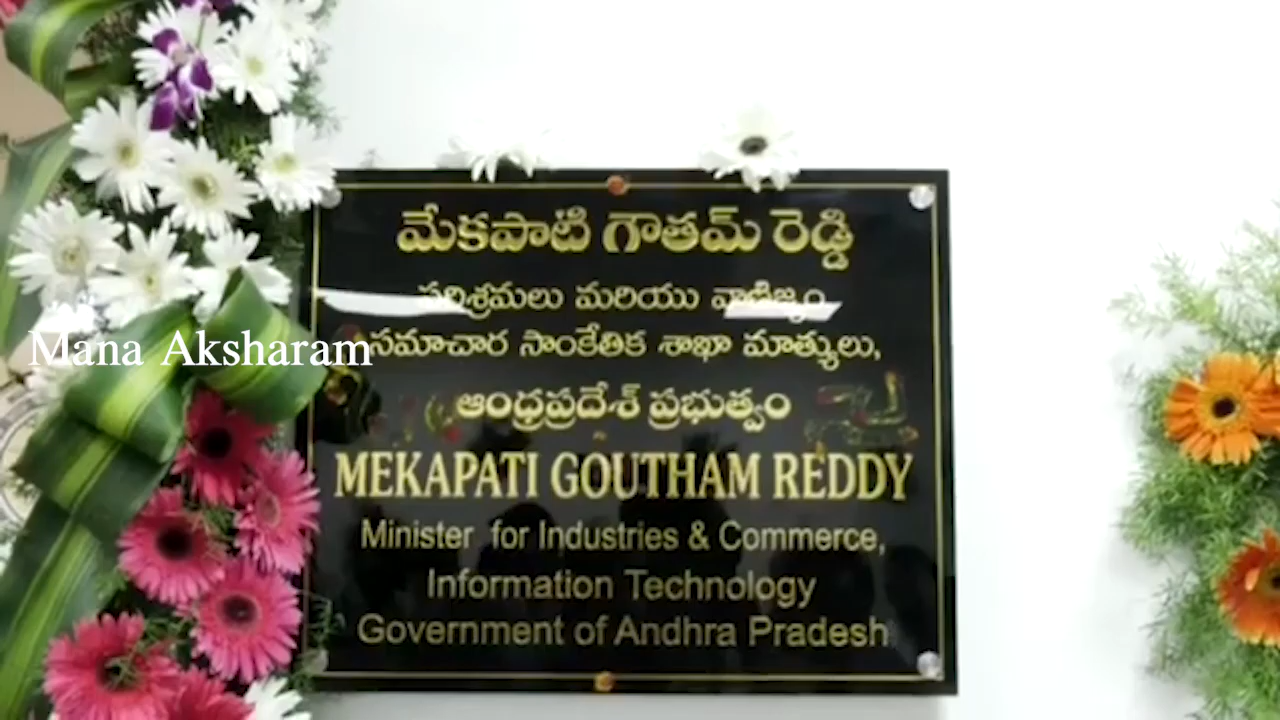 మేకపాటి గౌతమ్ రెడ్డి
పరిశ్రమలు మరియు వాణిజ్యం
సమాచార సాంకేతిక శాఖా మాత్యులు,
ఆంధ్రప్రదేశ్ ప్రభుత్వం
MEKAPATI GOUTHAM REDDY
Minister for Industries & Commerce,
Information Technology
Government of Andhra Pradesh
Mana Aksharam